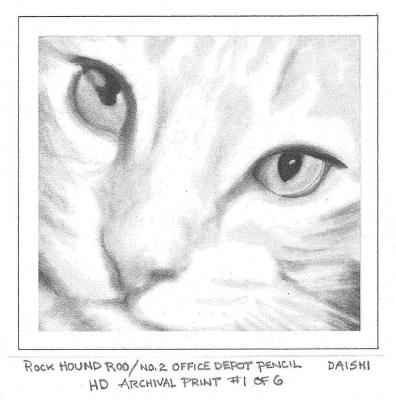 ROCK HOUND ROO/NO.2 OFFICE DEPOT PENCIL DAISHI
HD ARCHIVAL PRINT #1 OF 6